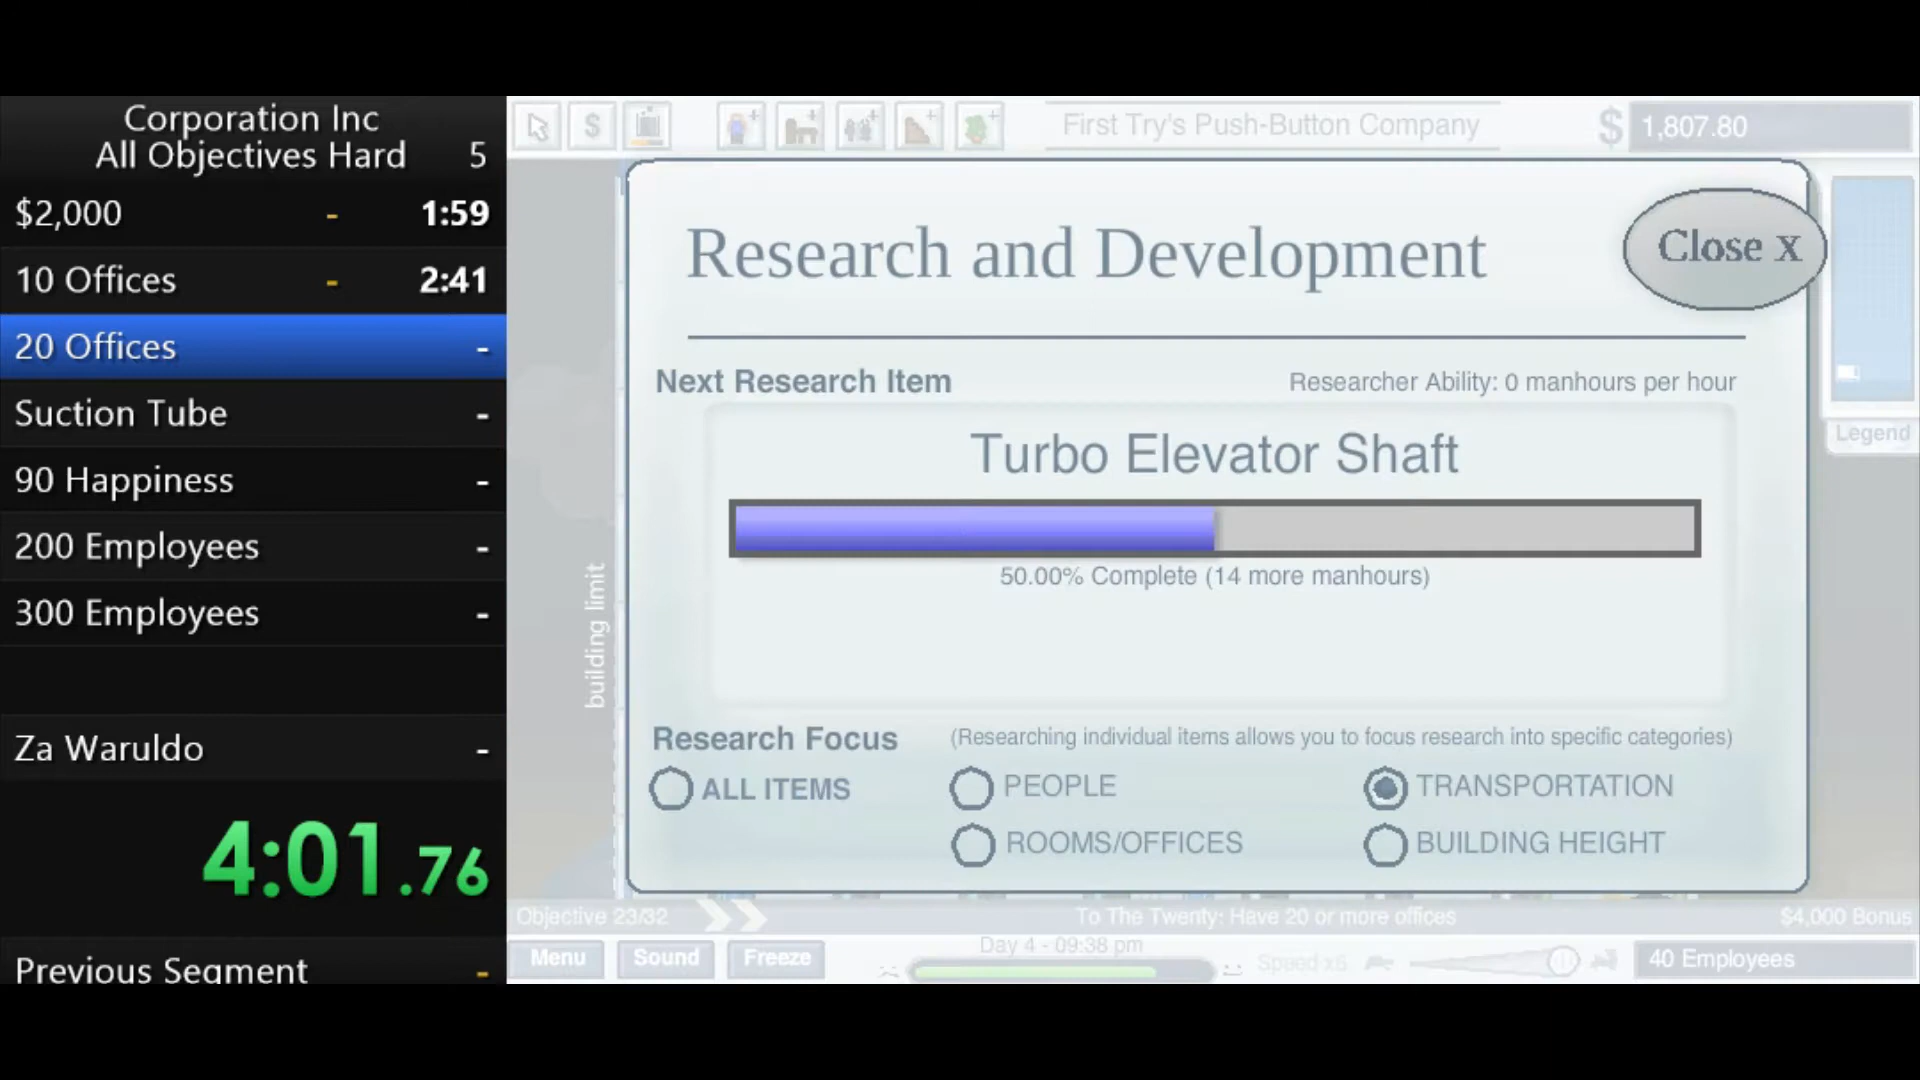 Corporation Inc
All Objectives Hard 5
$2,000 - 1:59
10 Offices - 2:41
20 Offices -
Suction Tube -
90 Happiness -
200 Employees -
300 Employees -
Za Waruldo -
4:01.76
Previous Segment -
$
First Try's Push-Button Company
$ 1,807.80
Research and Development
Close X
Next Research Item
Researcher Ability: 0 manhours per hour
Turbo Elevator Shaft
50.00% Complete (14 more manhours)
Research Focus
(Researching individual items allows you to focus research into specific categories)
ALL ITEMS
PEOPLE
TRANSPORTATION
ROOMS/OFFICES
BUILDING HEIGHT
building limit
Legend
Objective 23/32
To The Twenty: Have 20 or more offices
$4,000 Bonus
Menu
Sound
Freeze
Day 4 - 09:38 pm
Speed x6
40 Employees